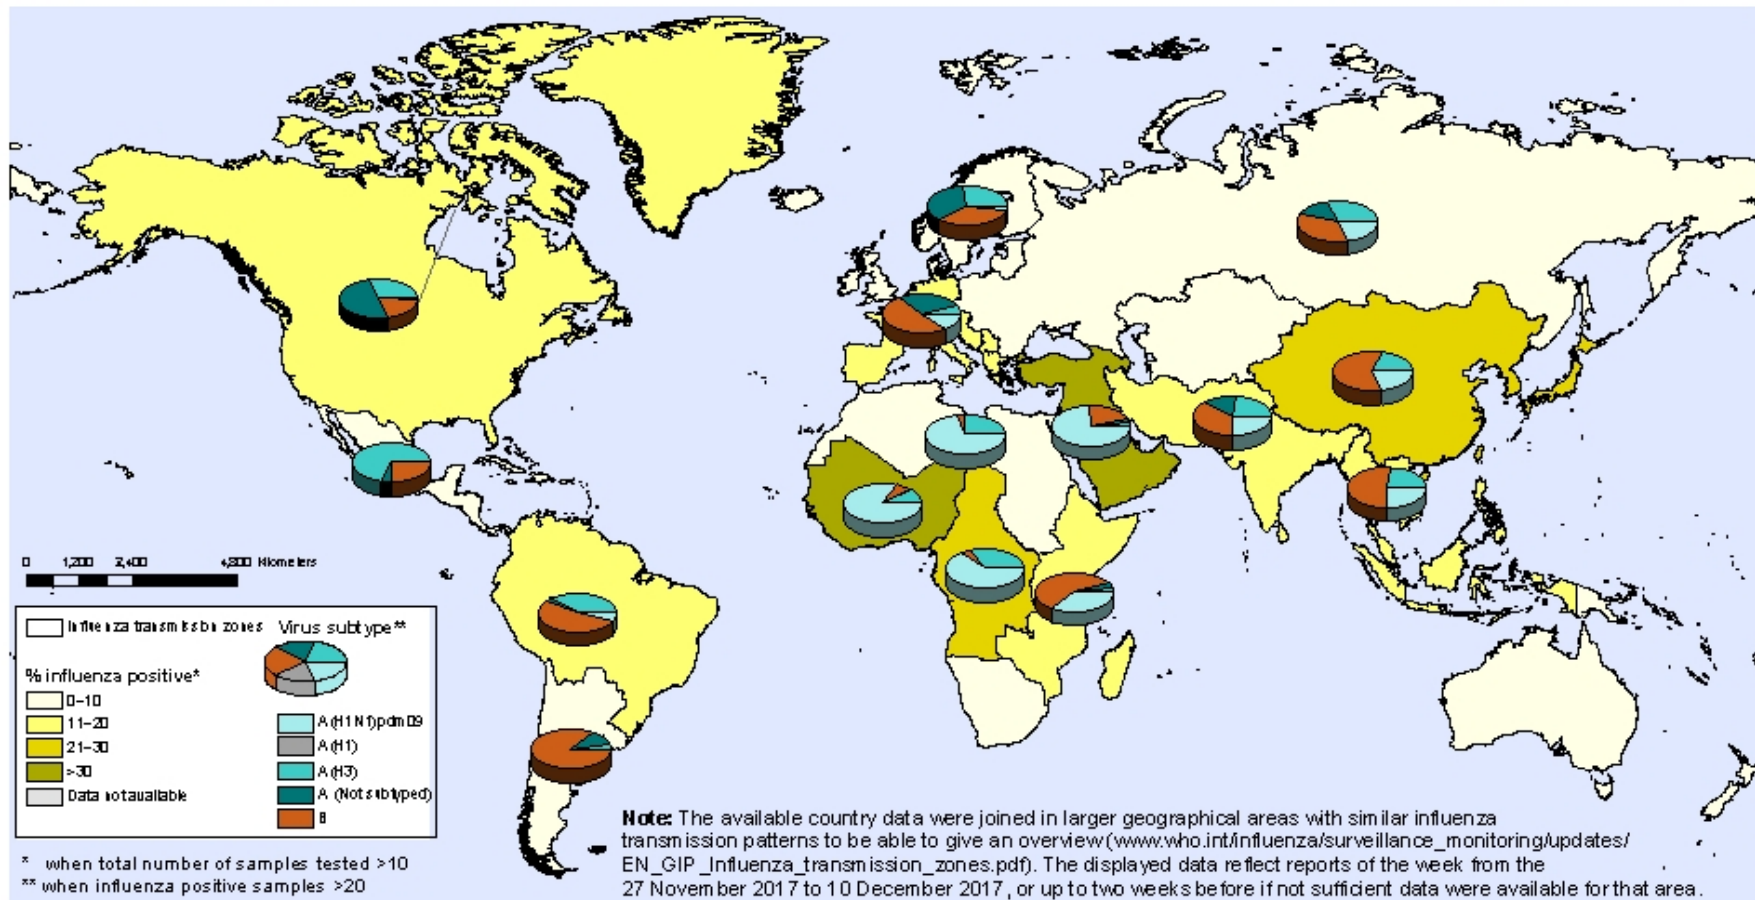 0 1,200 2,400 4,800 Kilometers
Influenza transmission zones
Virus subtype**
% influenza positive*
0-10
11-20
21-30
>30
Data not available
A(H1N1)pdm09
A(H1)
A(H3)
A (Not subtyped)
B
* when total number of samples tested >10
** when influenza positive samples >20
Note: The available country data were joined in larger geographical areas with similar influenza
transmission patterns to be able to give an overview (www.who.int/influenza/surveillance_monitoring/updates/
EN_GIP_Influenza_transmission_zones.pdf). The displayed data reflect reports of the week from the
27 November 2017 to 10 December 2017, or up to two weeks before if not sufficient data were available for that area.